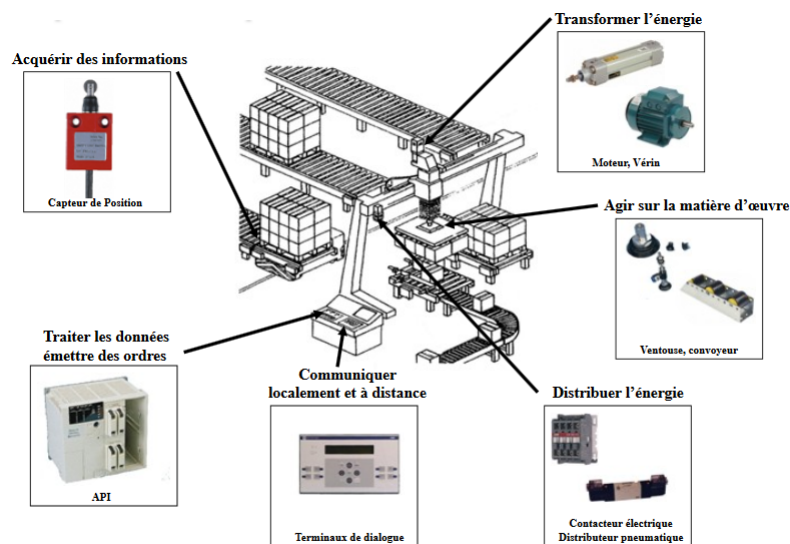 Transformer l'énergie
Moteur, Vérin
Acquérir des informations
Capteur de Position
Agir sur la matière d'œuvre
Ventouse, convoyeur
Traiter les données
émettre des ordres
API
Communiquer
localement et à distance
Terminaux de dialogue
Distribuer l'énergie
Contacteur électrique
Distributeur pneumatique